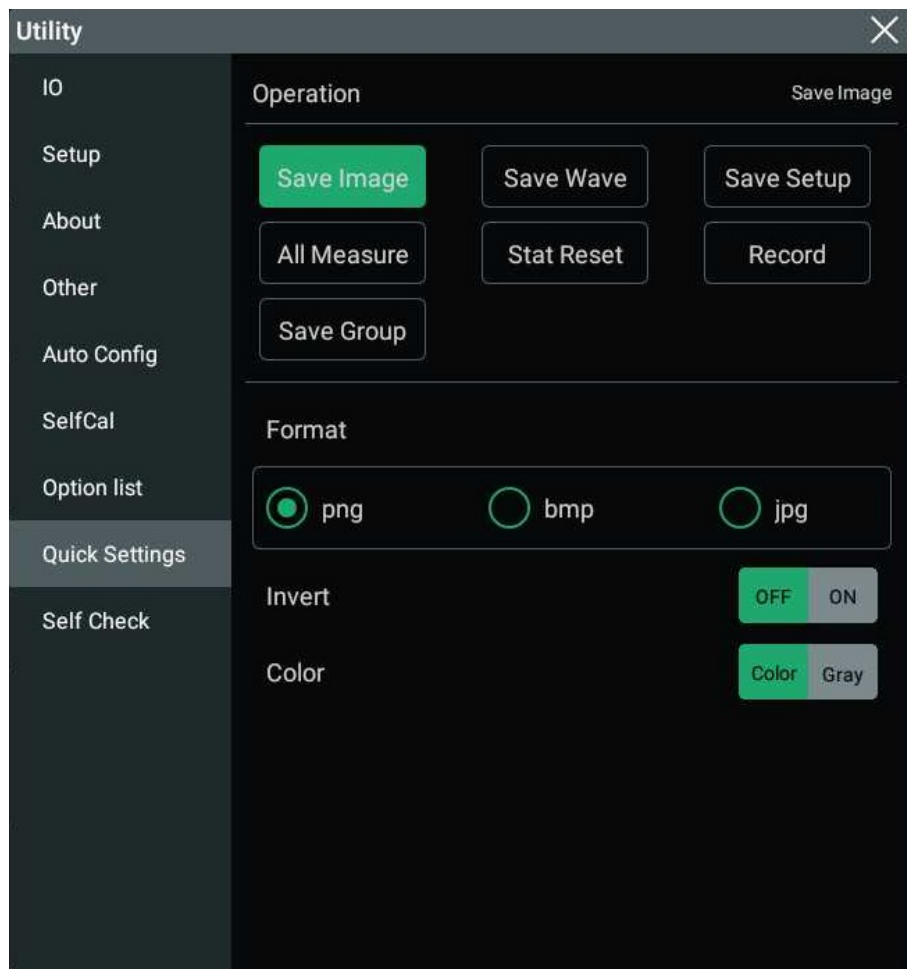 Utility
IO
Setup
About
Other
Auto Config
SelfCal
Option list
Quick Settings
Self Check
Operation Save Image
Save Image Save Wave Save Setup
All Measure Stat Reset Record
Save Group
Format
png bmp jpg
Invert OFF ON
Color Color Gray